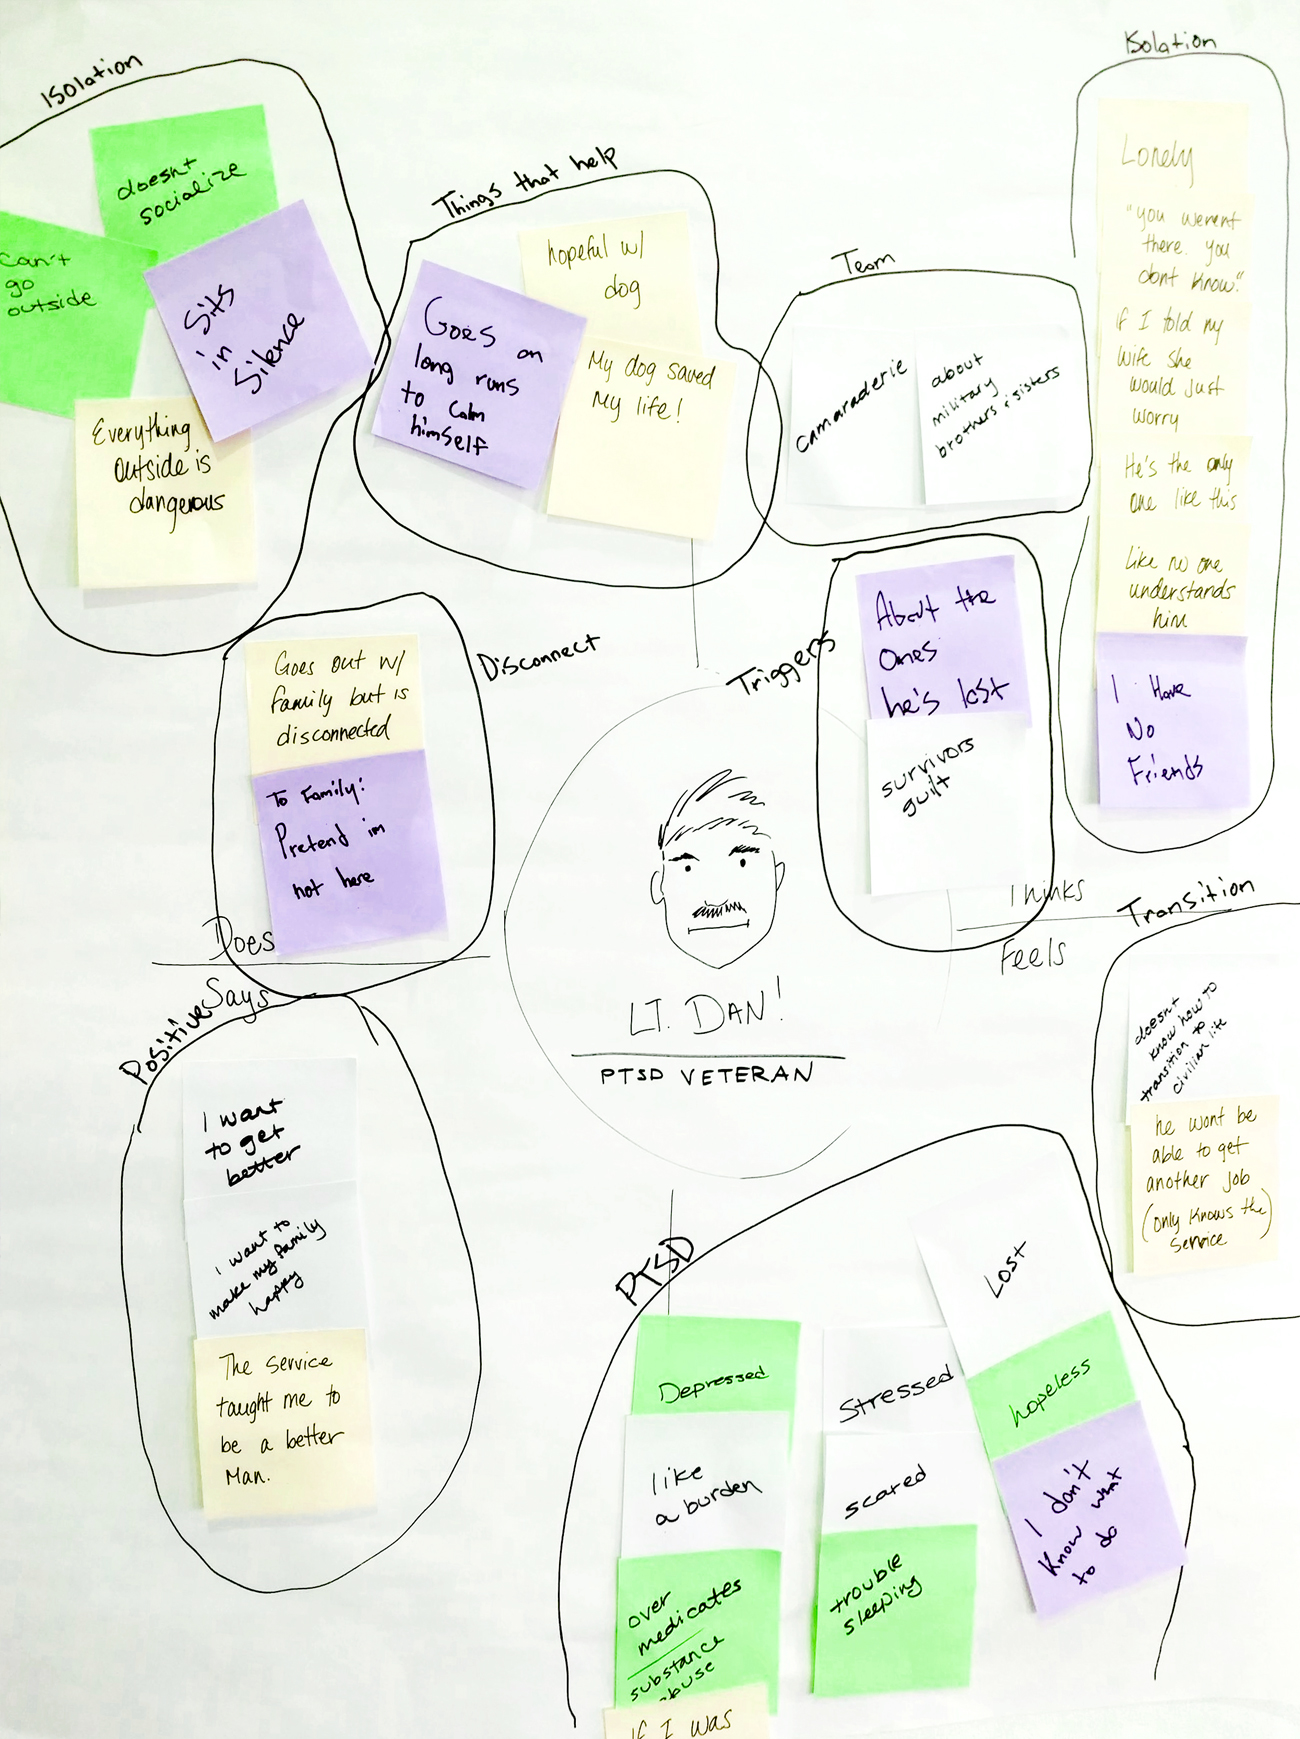 Isolation
doesnt
socialize
can't
go
outside
Sits
in
Silence
Everything
outside is
dangerous
Things that help
hopeful w/
dog
Goes on
long runs
to calm
himself
My dog saved
My life!
Team
camaraderie
about
military
brothers & sisters
Isolation
Lonely
"you werent
there. you
dont know."
if I told my
wife she
would just
worry
He's the only
one like this
Like no one
understands
him
I Have
No
Friends
Disconnect
Goes out w/
family but is
disconnected
To Family:
Pretend im
not here
Triggers
About the
ones
he's lost
survivors
guilt
Does
Says
Thinks
Feels
LT. DAN!
PTSD VETERAN
Transition
doesnt
know how to
transition to
civilian life
he wont be
able to get
another job
(only knows the
service)
Positive
I want
to get
better
I want to
make my family
happy
The service
taught me to
be a better
Man.
PTSD
Depressed
like
a burden
over
medicates
substance
abuse
If I was
Stressed
scared
trouble
sleeping
Lost
hopeless
I don't
know what
to do